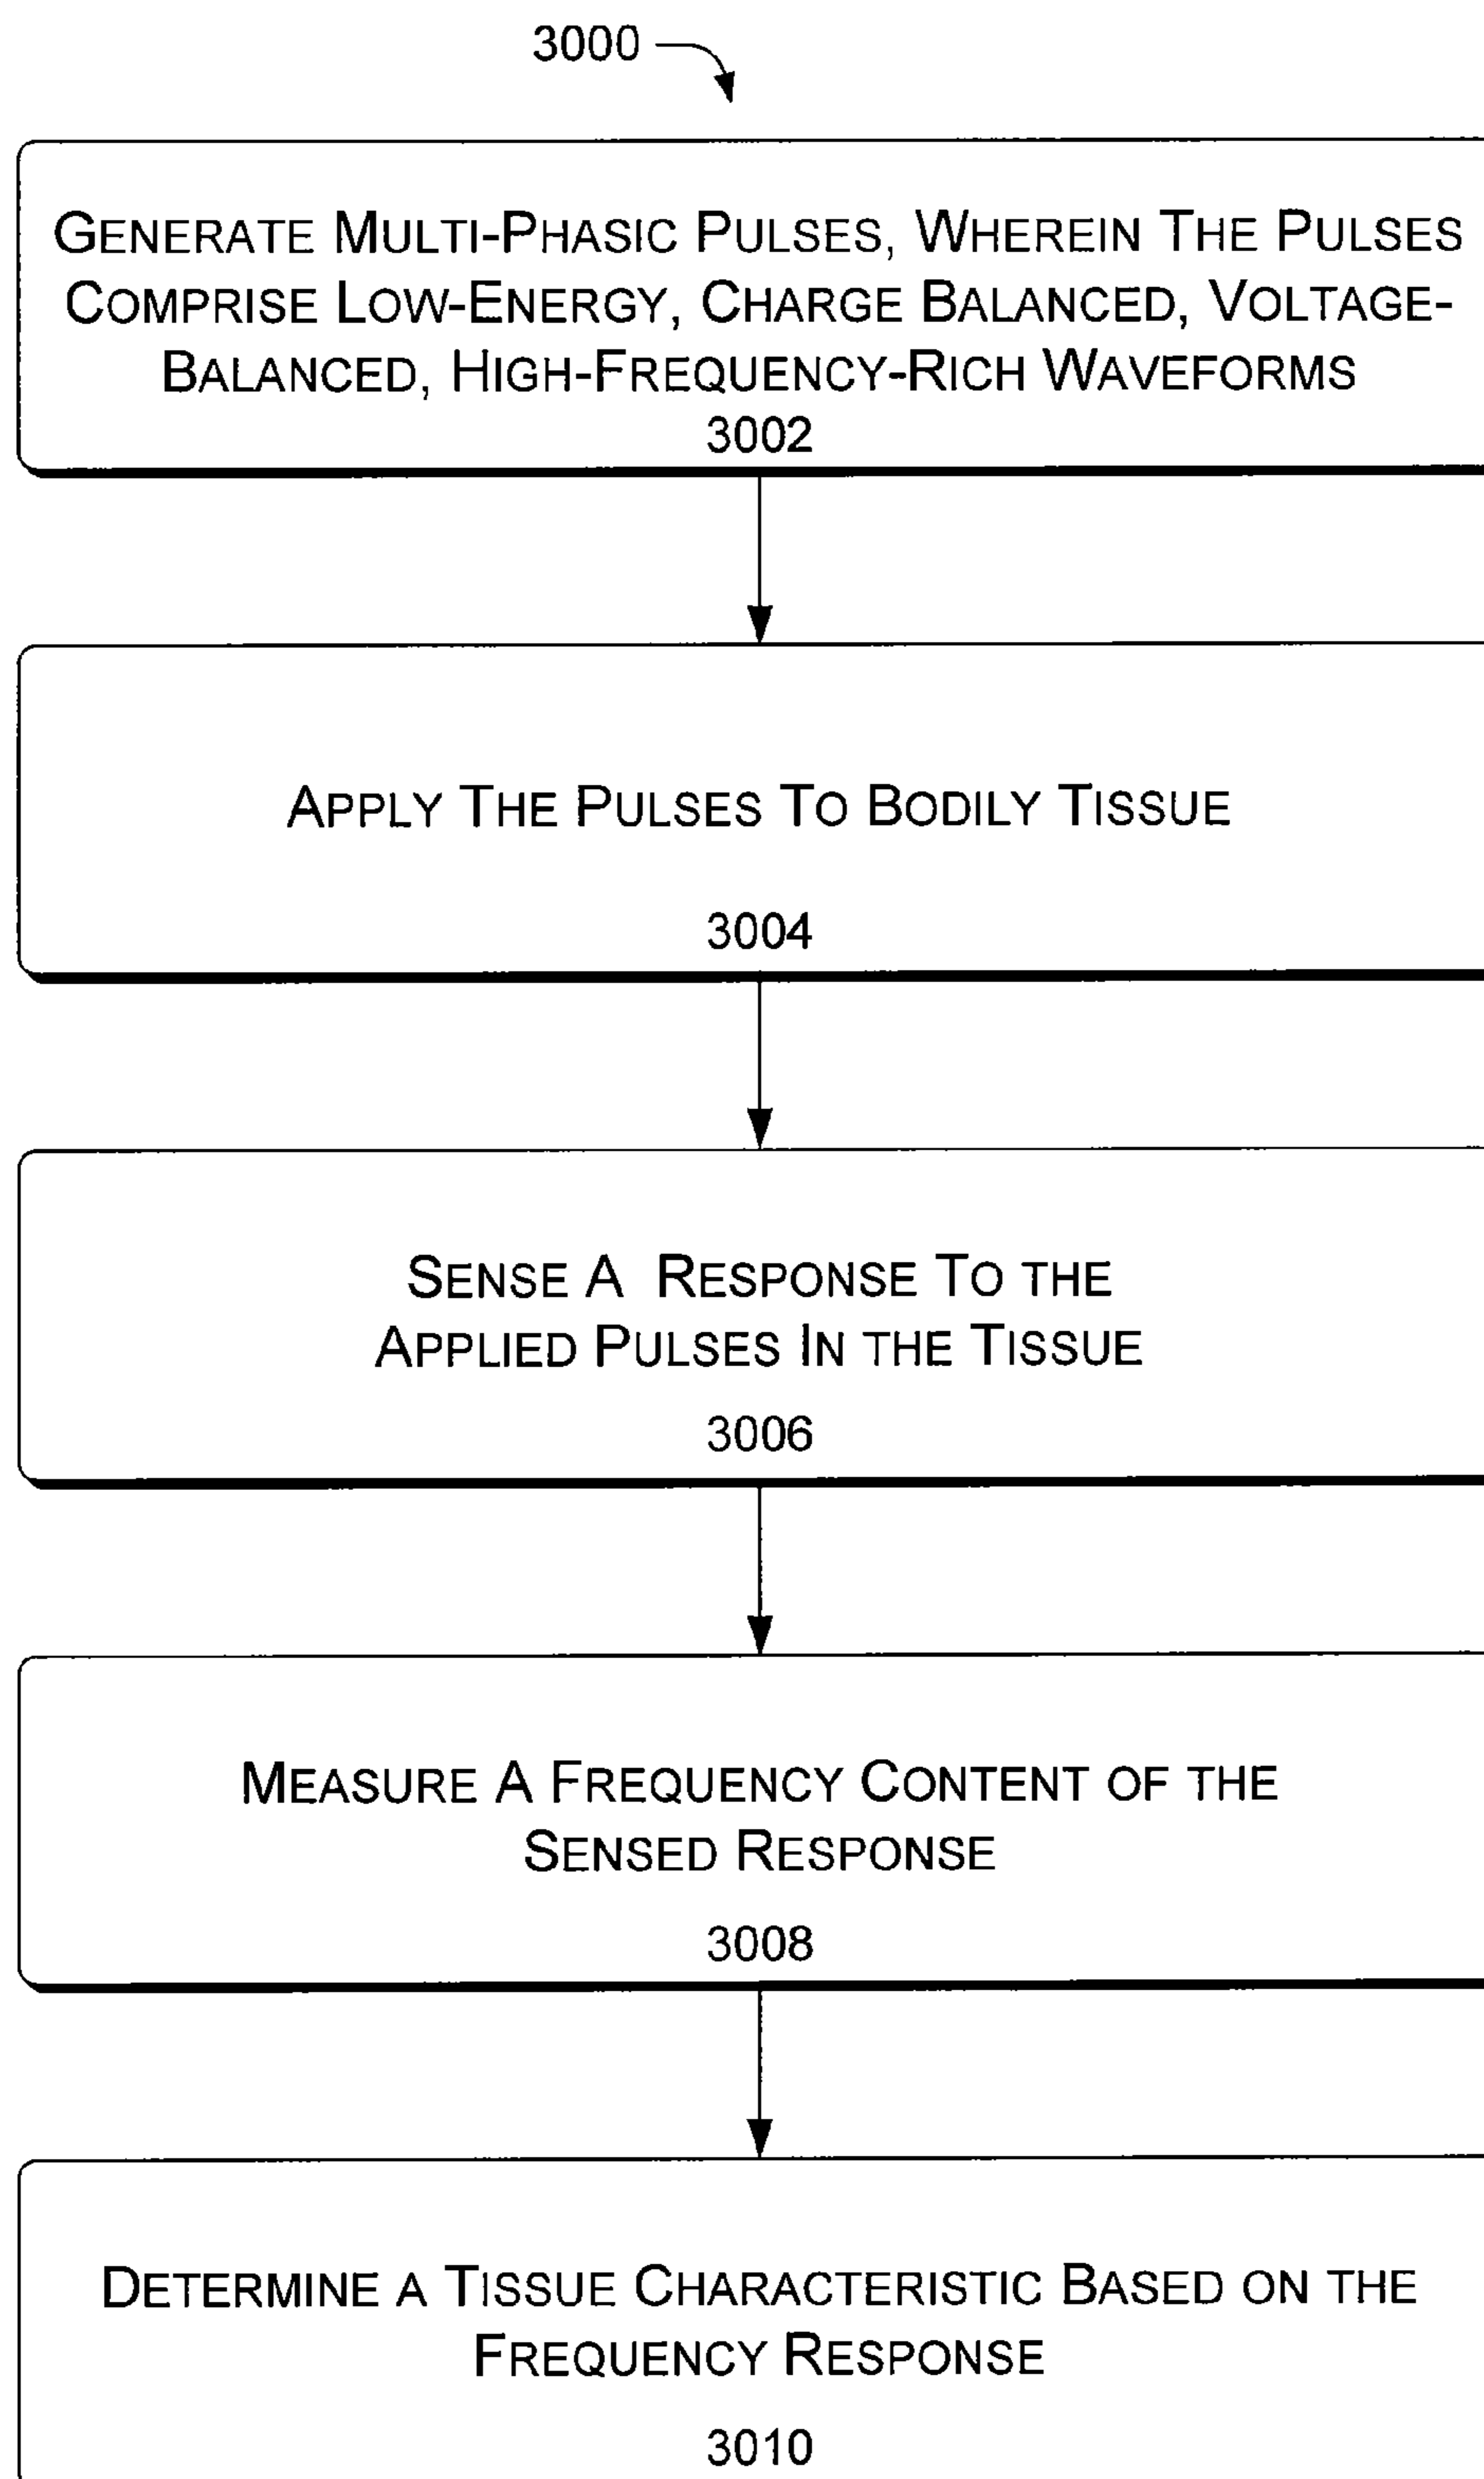 3000
GENERATE MULTI-PHASIC PULSES, WHEREIN THE PULSES
COMPRISE LOW-ENERGY, CHARGE BALANCED, VOLTAGE-
BALANCED, HIGH-FREQUENCY-RICH WAVEFORMS
3002
APPLY THE PULSES TO BODILY TISSUE
3004
SENSE A RESPONSE TO THE
APPLIED PULSES IN THE TISSUE
3006
MEASURE A FREQUENCY CONTENT OF THE
SENSED RESPONSE
3008
DETERMINE A TISSUE CHARACTERISTIC BASED ON THE
FREQUENCY RESPONSE
3010